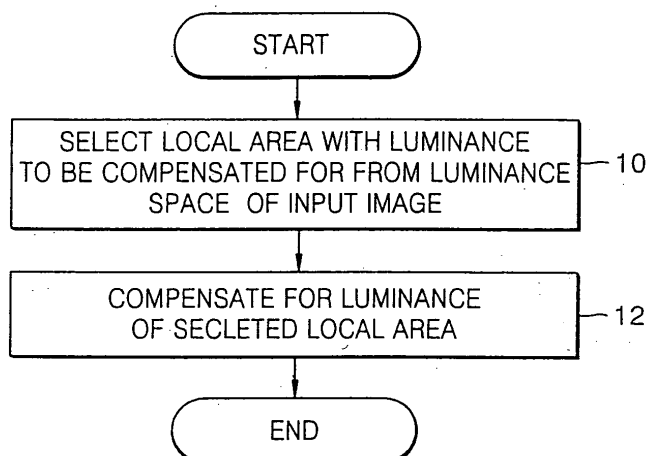 START
SELECT LOCAL AREA WITH LUMINANCE
TO BE COMPENSATED FOR FROM LUMINANCE
SPACE OF INPUT IMAGE
10
COMPENSATE FOR LUMINANCE
OF SECLETED LOCAL AREA
12
END